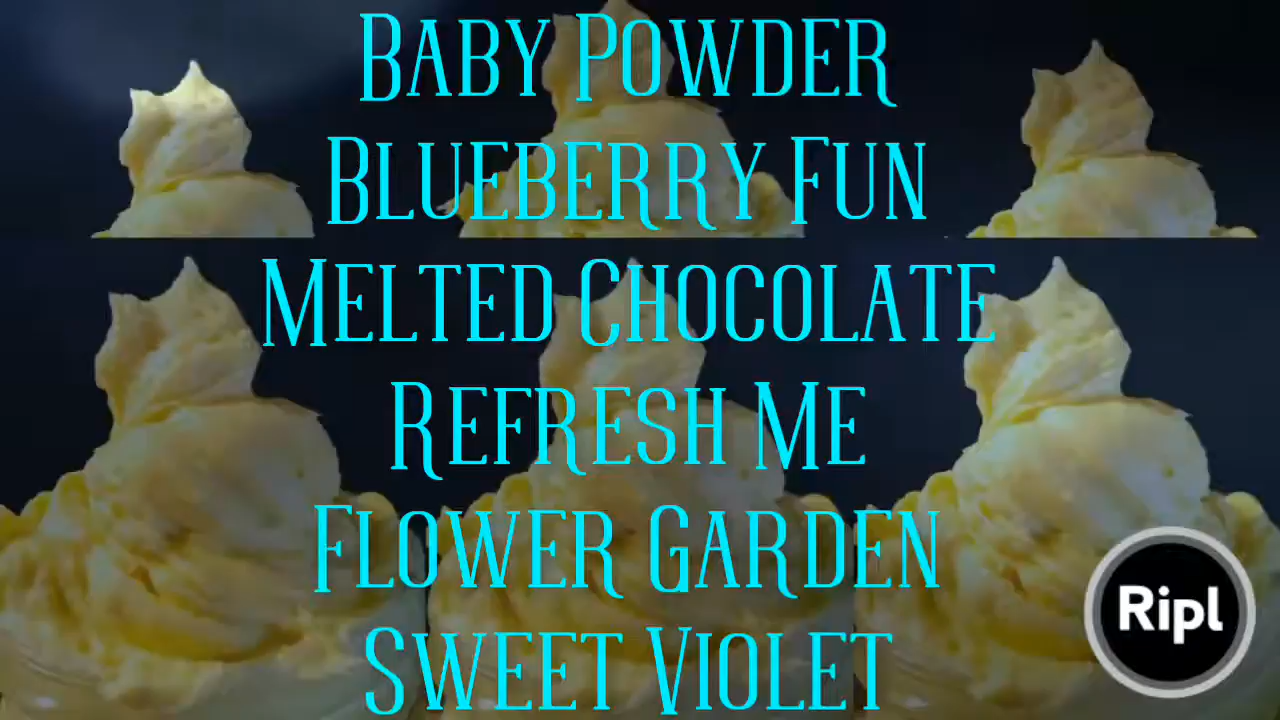 Baby Powder
Blueberry Fun
Melted Chocolate
Refresh Me
Flower Garden
Sweet Violet
Ripl